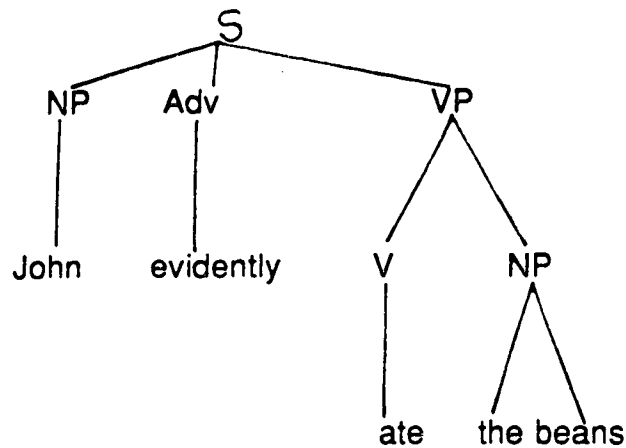 S
NP Adv VP
John evidently V NP
ate the beans